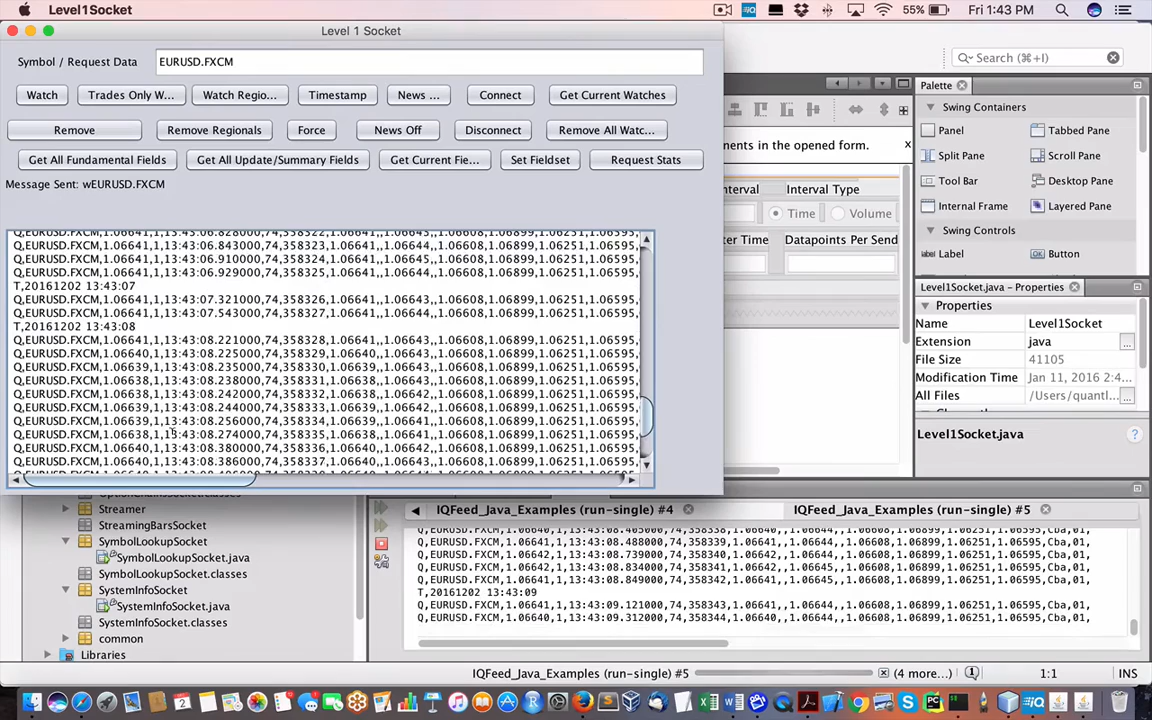 Level1Socket
55%
Fri 1:43 PM
Level 1 Socket
Symbol / Request Data
EURUSD.FXCM
Watch
Trades Only W...
Watch Regio...
Timestamp
News ...
Connect
Get Current Watches
Remove
Remove Regionals
Force
News Off
Disconnect
Remove All Watc...
Get All Fundamental Fields
Get All Update/Summary Fields
Get Current Fie...
Set Fieldset
Request Stats
Message Sent: wEURUSD.FXCM
Q,EURUSD.FXCM,1.06641,1,13:43:06.828000,74,358322,1.06641,,1.06643,,1.06608,1.06899,1.06251,1.06595,
Q,EURUSD.FXCM,1.06641,1,13:43:06.843000,74,358323,1.06641,,1.06644,,1.06608,1.06899,1.06251,1.06595,
Q,EURUSD.FXCM,1.06641,1,13:43:06.910000,74,358324,1.06641,,1.06645,,1.06608,1.06899,1.06251,1.06595,
Q,EURUSD.FXCM,1.06641,1,13:43:06.929000,74,358325,1.06641,,1.06644,,1.06608,1.06899,1.06251,1.06595,
T,20161202 13:43:07
Q,EURUSD.FXCM,1.06641,1,13:43:07.321000,74,358326,1.06641,,1.06643,,1.06608,1.06899,1.06251,1.06595,
Q,EURUSD.FXCM,1.06641,1,13:43:07.543000,74,358327,1.06641,,1.06644,,1.06608,1.06899,1.06251,1.06595,
T,20161202 13:43:08
Q,EURUSD.FXCM,1.06641,1,13:43:08.221000,74,358328,1.06641,,1.06643,,1.06608,1.06899,1.06251,1.06595,
Q,EURUSD.FXCM,1.06640,1,13:43:08.225000,74,358329,1.06640,,1.06643,,1.06608,1.06899,1.06251,1.06595,
Q,EURUSD.FXCM,1.06639,1,13:43:08.235000,74,358330,1.06639,,1.06643,,1.06608,1.06899,1.06251,1.06595,
Q,EURUSD.FXCM,1.06638,1,13:43:08.238000,74,358331,1.06638,,1.06643,,1.06608,1.06899,1.06251,1.06595,
Q,EURUSD.FXCM,1.06638,1,13:43:08.242000,74,358332,1.06638,,1.06642,,1.06608,1.06899,1.06251,1.06595,
Q,EURUSD.FXCM,1.06639,1,13:43:08.244000,74,358333,1.06639,,1.06642,,1.06608,1.06899,1.06251,1.06595,
Q,EURUSD.FXCM,1.06639,1,13:43:08.256000,74,358334,1.06639,,1.06641,,1.06608,1.06899,1.06251,1.06595,
Q,EURUSD.FXCM,1.06638,1,13:43:08.274000,74,358335,1.06638,,1.06641,,1.06608,1.06899,1.06251,1.06595,
Q,EURUSD.FXCM,1.06640,1,13:43:08.380000,74,358336,1.06640,,1.06642,,1.06608,1.06899,1.06251,1.06595,
Q,EURUSD.FXCM,1.06640,1,13:43:08.386000,74,358337,1.06640,,1.06643,,1.06608,1.06899,1.06251,1.06595,
Search (⌘+I)
nents in the opened form.
nterval
Interval Type
Time
Volume
ter Time
Datapoints Per Send
Palette
Swing Containers
Panel
Tabbed Pane
Split Pane
Scroll Pane
Tool Bar
Desktop Pane
Internal Frame
Layered Pane
Swing Controls
Label
Button
Level1Socket.java - Properties
Properties
Name
Level1Socket
Extension
java
File Size
41105
Modification Time
Jan 11, 2016 2:4...
All Files
/Users/quantl...
Level1Socket.java
Streamer
StreamingBarsSocket
SymbolLookupSocket
SymbolLookupSocket.java
SymbolLookupSocket.classes
SystemInfoSocket
SystemInfoSocket.java
SystemInfoSocket.classes
common
Libraries
IQFeed_Java_Examples (run-single) #4
IQFeed_Java_Examples (run-single) #5
Q,EURUSD.FXCM,1.06640,1,13:43:08.488000,74,358339,1.06640,,1.06643,,1.06608,1.06899,1.06251,1.06595,Cba,01,
Q,EURUSD.FXCM,1.06642,1,13:43:08.739000,74,358340,1.06642,,1.06644,,1.06608,1.06899,1.06251,1.06595,Cba,01,
Q,EURUSD.FXCM,1.06642,1,13:43:08.834000,74,358341,1.06642,,1.06645,,1.06608,1.06899,1.06251,1.06595,Cba,01,
Q,EURUSD.FXCM,1.06641,1,13:43:08.849000,74,358342,1.06641,,1.06645,,1.06608,1.06899,1.06251,1.06595,Cba,01,
T,20161202 13:43:09
Q,EURUSD.FXCM,1.06641,1,13:43:09.121000,74,358343,1.06641,,1.06644,,1.06608,1.06899,1.06251,1.06595,Cba,01,
Q,EURUSD.FXCM,1.06640,1,13:43:09.312000,74,358344,1.06640,,1.06644,,1.06608,1.06899,1.06251,1.06595,Cba,01,
IQFeed_Java_Examples (run-single) #5
(4 more...)
1:1
INS